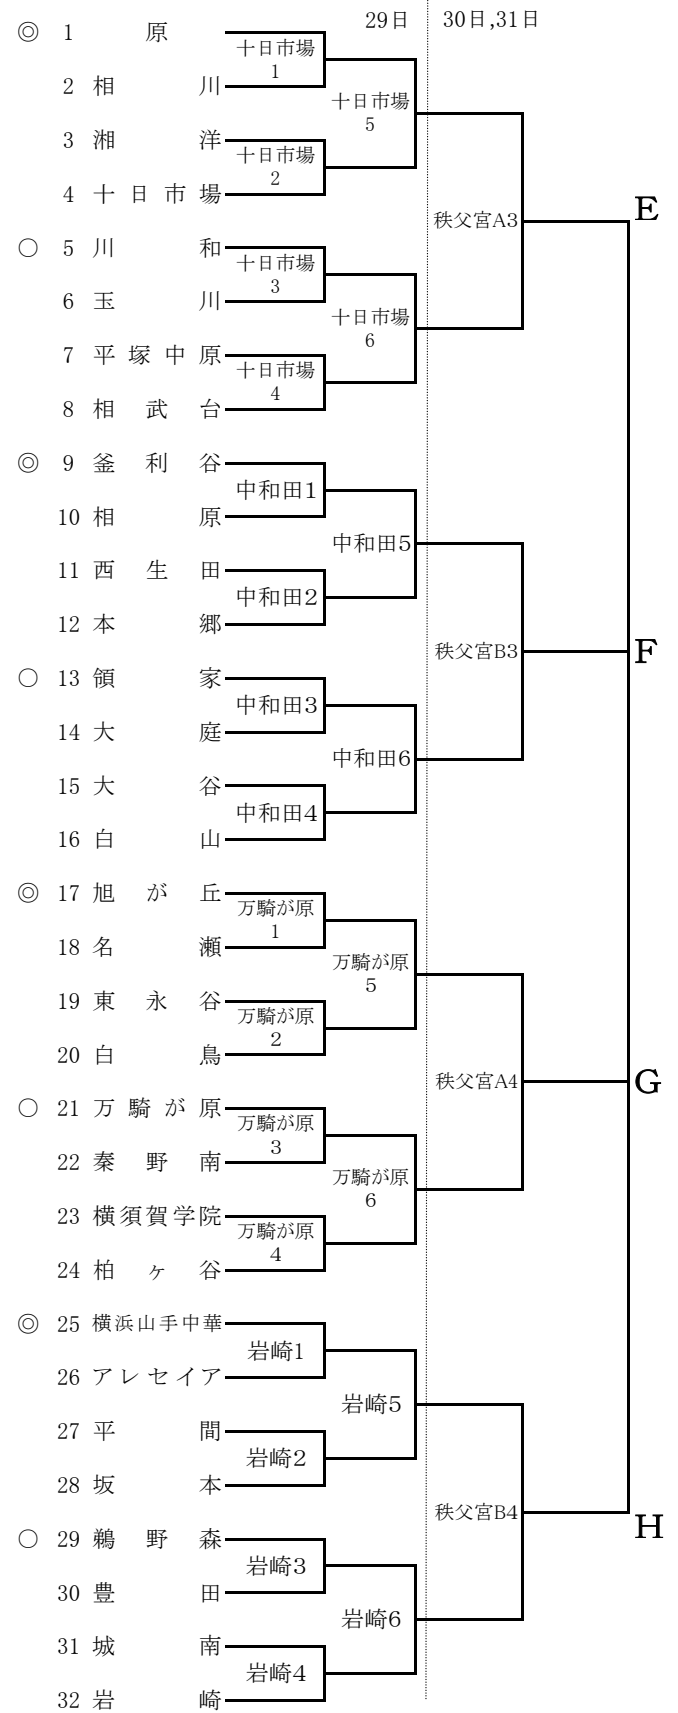 29日 30日,31日
◎ 1 原
十日市場
1
2 相川
十日市場
5
3 湘洋
十日市場
2
4 十日市場
秩父宮A3
E
○ 5 川和
十日市場
3
6 玉川
十日市場
6
7 平塚中原
十日市場
4
8 相武台
◎ 9 釜利谷
中和田1
10 相原
中和田5
11 西生田
中和田2
12 本郷
秩父宮B3
F
○ 13 領家
中和田3
14 大庭
中和田6
15 大谷
中和田4
16 白山
◎ 17 旭が丘
万騎が原
1
18 名瀬
万騎が原
5
19 東永谷
万騎が原
2
20 白鳥
秩父宮A4
G
○ 21 万騎が原
万騎が原
3
22 秦野南
万騎が原
6
23 横須賀学院
万騎が原
4
24 柏ヶ谷
◎ 25 横浜山手中華
岩崎1
26 アレセイア
岩崎5
27 平間
岩崎2
28 坂本
秩父宮B4
H
○ 29 鵜野森
岩崎3
30 豊田
岩崎6
31 城南
岩崎4
32 岩崎